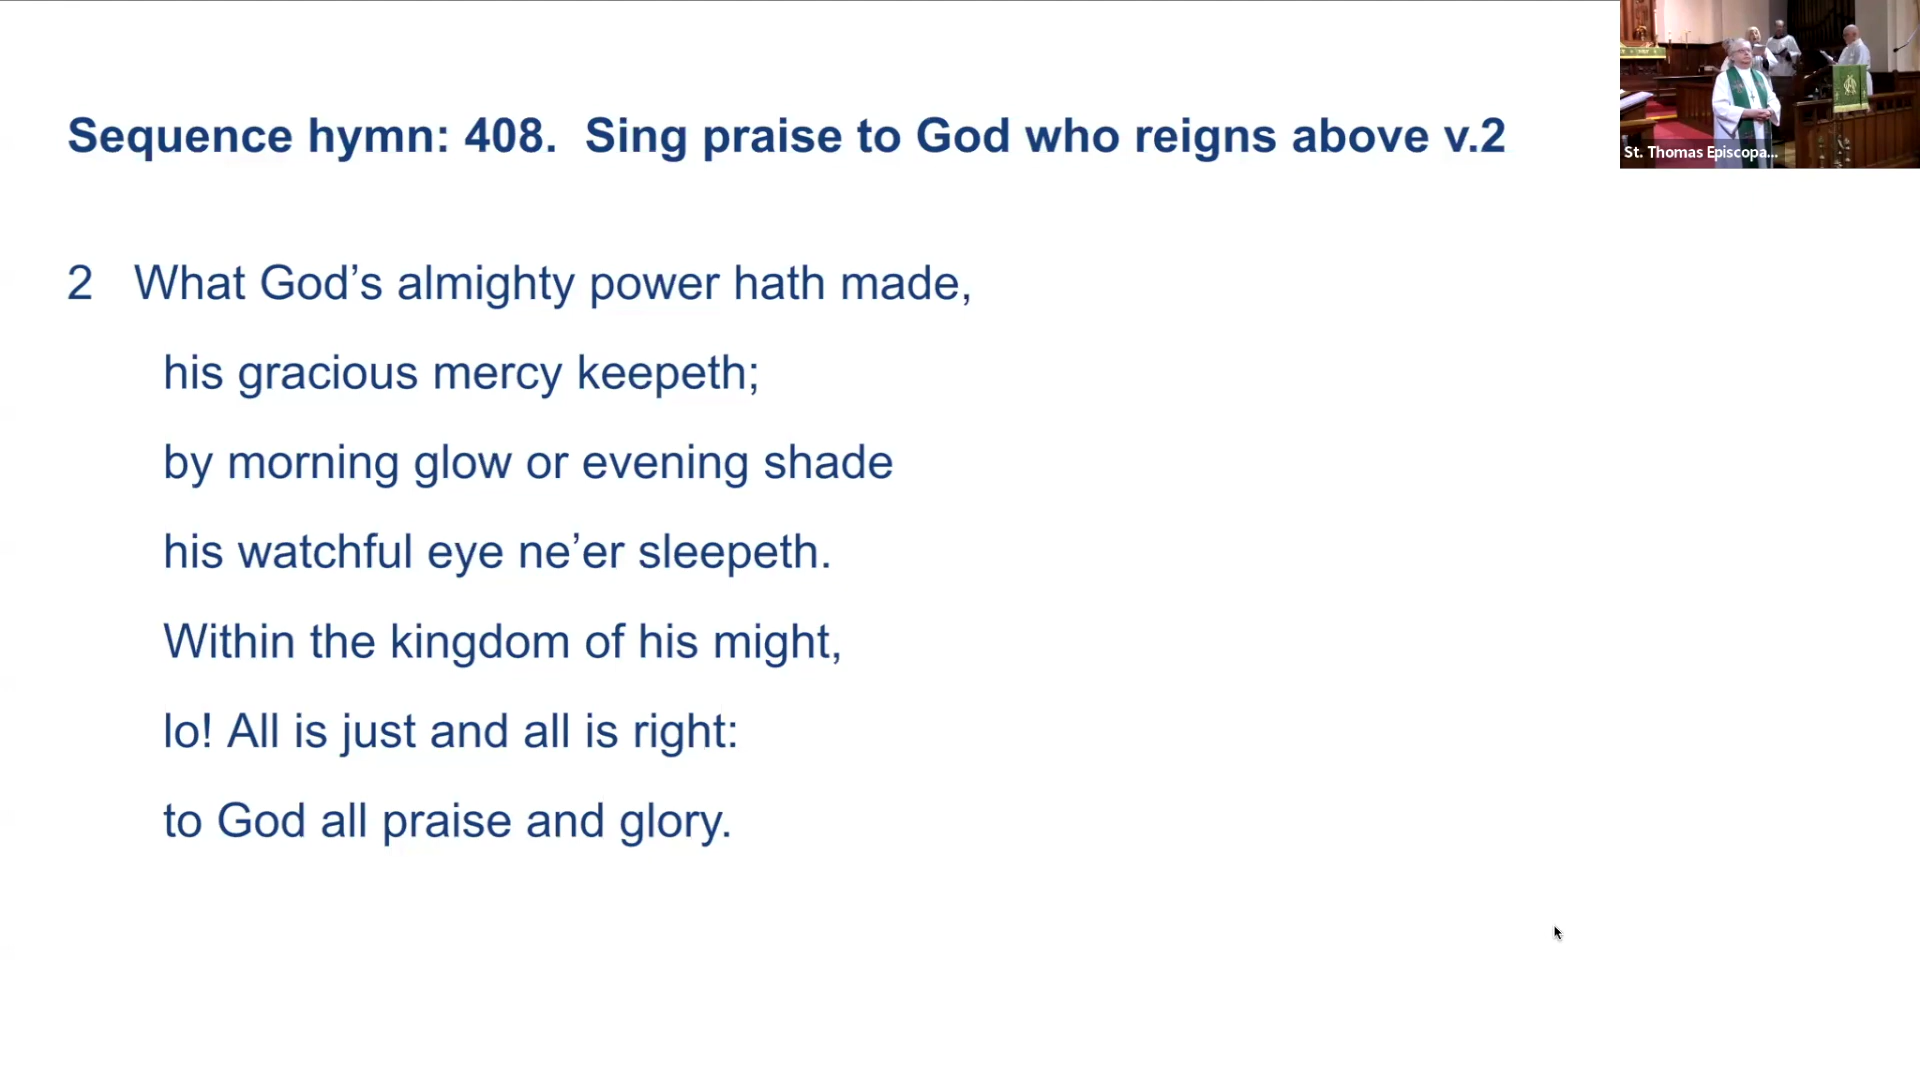 Sequence hymn: 408.  Sing praise to God who reigns above v.2
St. Thomas Episcopa...
2 What God’s almighty power hath made,
his gracious mercy keepeth;
by morning glow or evening shade
his watchful eye ne’er sleepeth.
Within the kingdom of his might,
lo! All is just and all is right:
to God all praise and glory.